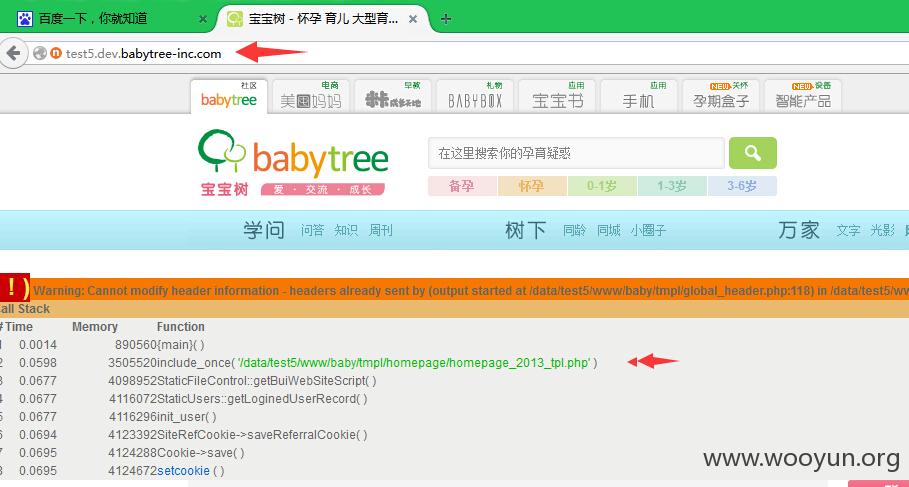 百度一下，你就知道
宝宝树 - 怀孕 育儿 大型育...
test5.dev.babytree-inc.com
社区 电商 早教 礼物 应用 应用 NEW 关怀 NEW 设备
babytree 美囤妈妈 成长天地 BABYBOX 宝宝书 手机 孕期盒子 智能产品
babytree
宝宝树 爱·交流·成长
在这里搜索你的孕育疑惑
备孕 怀孕 0-1岁 1-3岁 3-6岁
学问 问答 知识 周刊 树下 同龄 同城 小圈子 万家 文字 光影
!) Warning: Cannot modify header information - headers already sent by (output started at /data/test5/www/baby/tmpl/global_header.php:118) in /data/test5/ww
all Stack
# Time Memory Function
0.0014 890560 {main}( )
2 0.0598 3505520 include_once( '/data/test5/www/baby/tmpl/homepage/homepage_2013_tpl.php' )
3 0.0677 4098952 StaticFileControl::getBuiWebSiteScript( )
4 0.0677 4116072 StaticUsers::getLoginedUserRecord( )
5 0.0677 4116296 init_user( )
6 0.0694 4123392 SiteRefCookie->saveReferralCookie( )
7 0.0695 4124288 Cookie->save( )
8 0.0695 4124672 setcookie ( )
www.wooyun.org